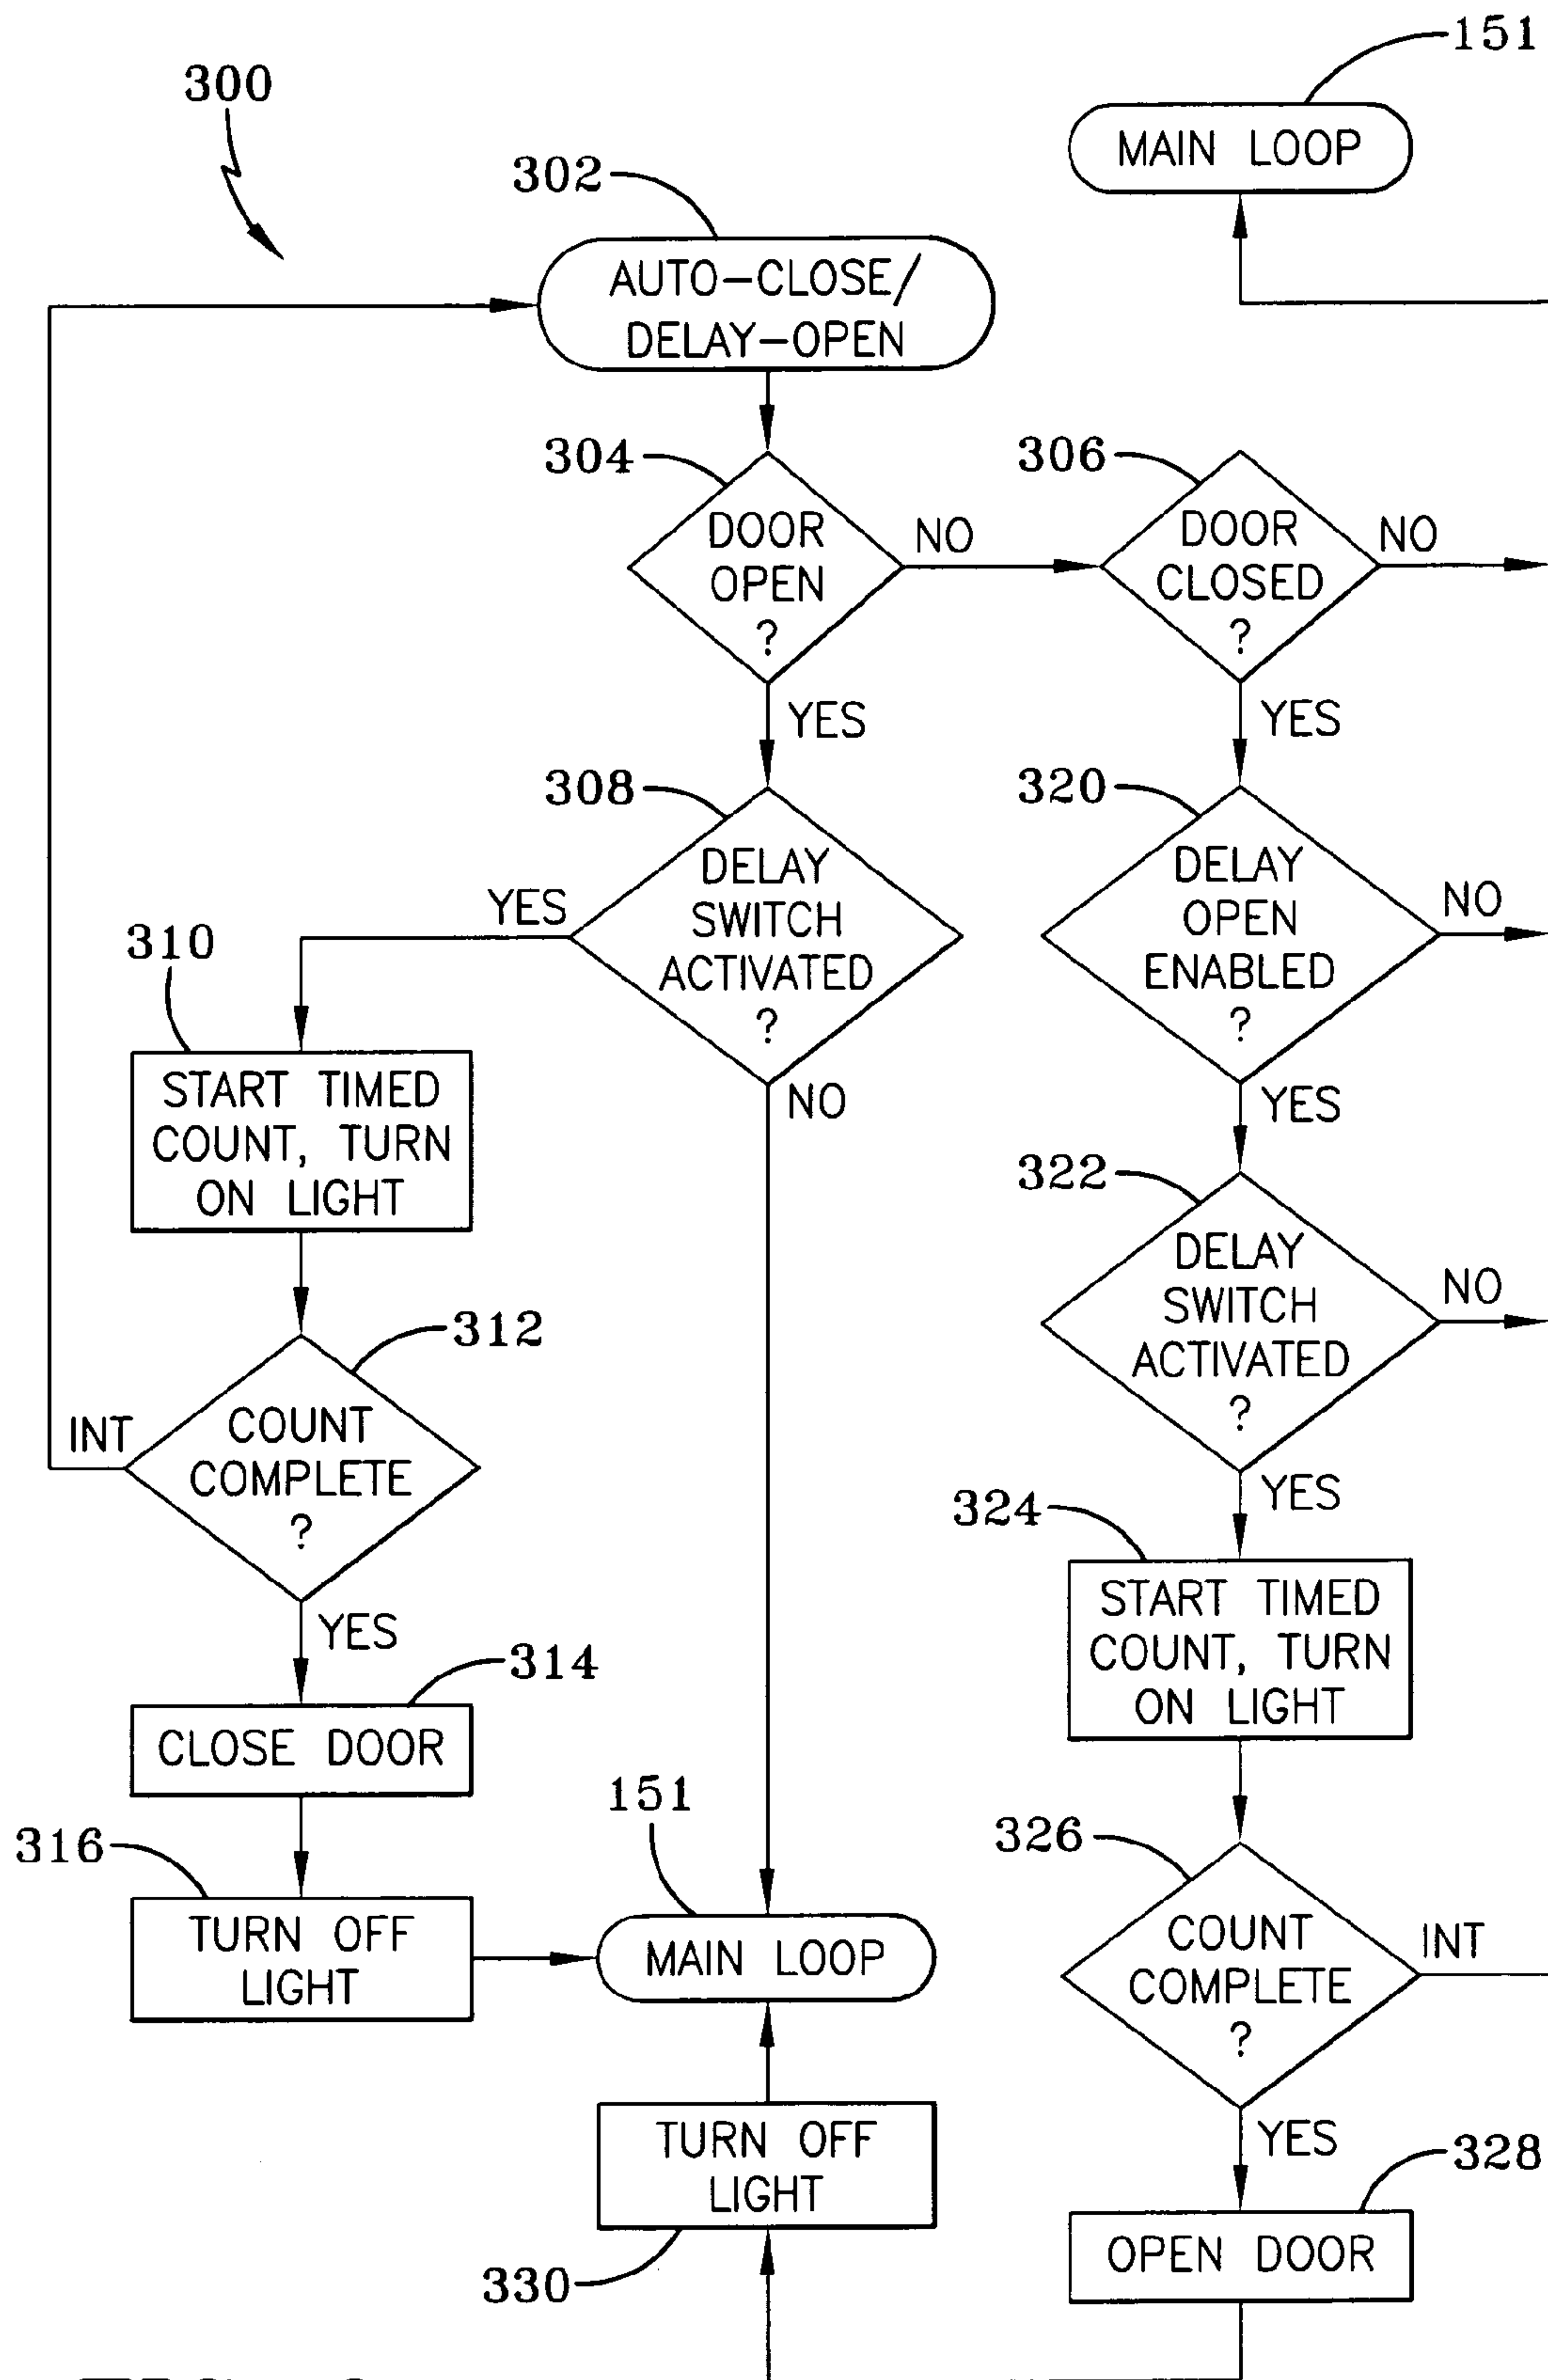 300
151
MAIN LOOP
302
AUTO-CLOSE/
DELAY-OPEN
304
DOOR
OPEN
?
NO
306
DOOR
CLOSED
?
NO
YES
YES
308
DELAY
SWITCH
ACTIVATED
?
YES
NO
320
DELAY
OPEN
ENABLED
?
NO
YES
310
START TIMED
COUNT, TURN
ON LIGHT
322
DELAY
SWITCH
ACTIVATED
?
NO
YES
312
COUNT
COMPLETE
?
INT
YES
324
START TIMED
COUNT, TURN
ON LIGHT
314
CLOSE DOOR
316
TURN OFF
LIGHT
151
MAIN LOOP
326
COUNT
COMPLETE
?
INT
YES
328
OPEN DOOR
TURN OFF
LIGHT
330